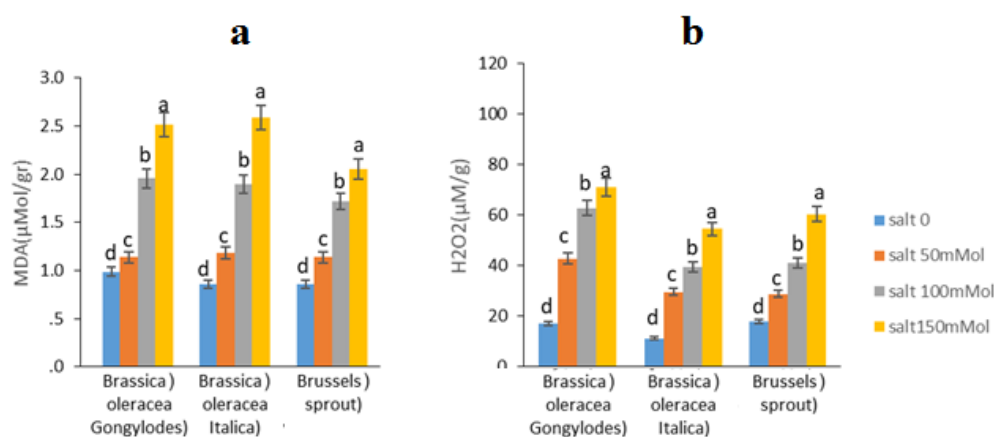 a
b
3.0
2.5
2.0
1.5
1.0
.5
.0
MDA(µMol/gr)
d c b a
d c b a
d c b a
Brassica)
oleracea
Gongylodes)
Brassica)
oleracea
Italica)
Brussels)
sprout)
120
100
80
60
40
20
0
H2O2(µM/g)
d c b a
d c b a
d c b a
Brassica)
oleracea
Gongylodes)
Brassica)
oleracea
Italica)
Brussels)
sprout)
salt 0
salt 50mMol
salt 100mMol
salt150mMol